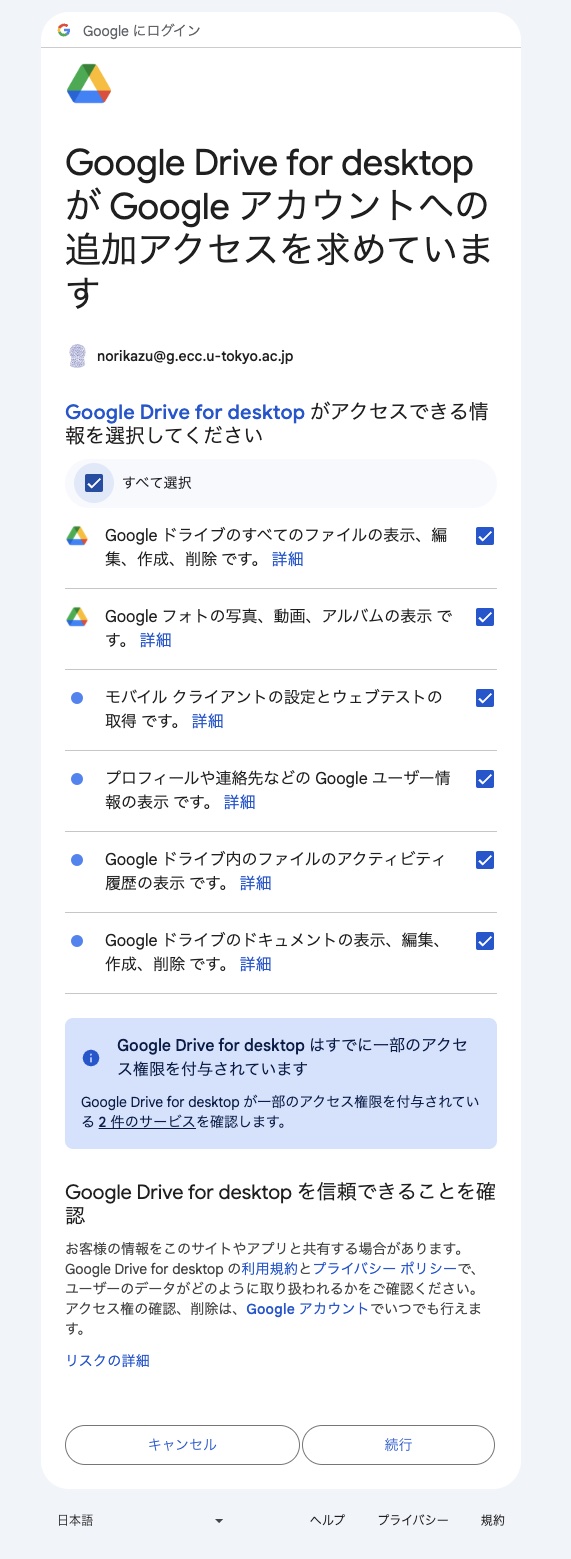 Google にログイン
Google Drive for desktop
が Google アカウントへの
追加アクセスを求めていま
す
norikazu@g.ecc.u-tokyo.ac.jp
Google Drive for desktop がアクセスできる情
報を選択してください
すべて選択
Google ドライブのすべてのファイルの表示、編
集、作成、削除 です。 詳細
Google フォトの写真、動画、アルバムの表示 で
す。 詳細
モバイル クライアントの設定とウェブテストの
取得 です。 詳細
プロフィールや連絡先などの Google ユーザー情
報の表示 です。 詳細
Google ドライブ内のファイルのアクティビティ
履歴の表示 です。 詳細
Google ドライブのドキュメントの表示、編集、
作成、削除 です。 詳細
Google Drive for desktop はすでに一部のアクセ
ス権限を付与されています
Google Drive for desktop が一部のアクセス権限を付与されてい
る 2 件のサービスを確認します。
Google Drive for desktop を信頼できることを確
認
お客様の情報をこのサイトやアプリと共有する場合があります。
Google Drive for desktop の利用規約とプライバシー ポリシーで、
ユーザーのデータがどのように取り扱われるかをご確認ください。
アクセス権の確認、削除は、Google アカウントでいつでも行えま
す。
リスクの詳細
キャンセル
続行
日本語
ヘルプ
プライバシー
規約